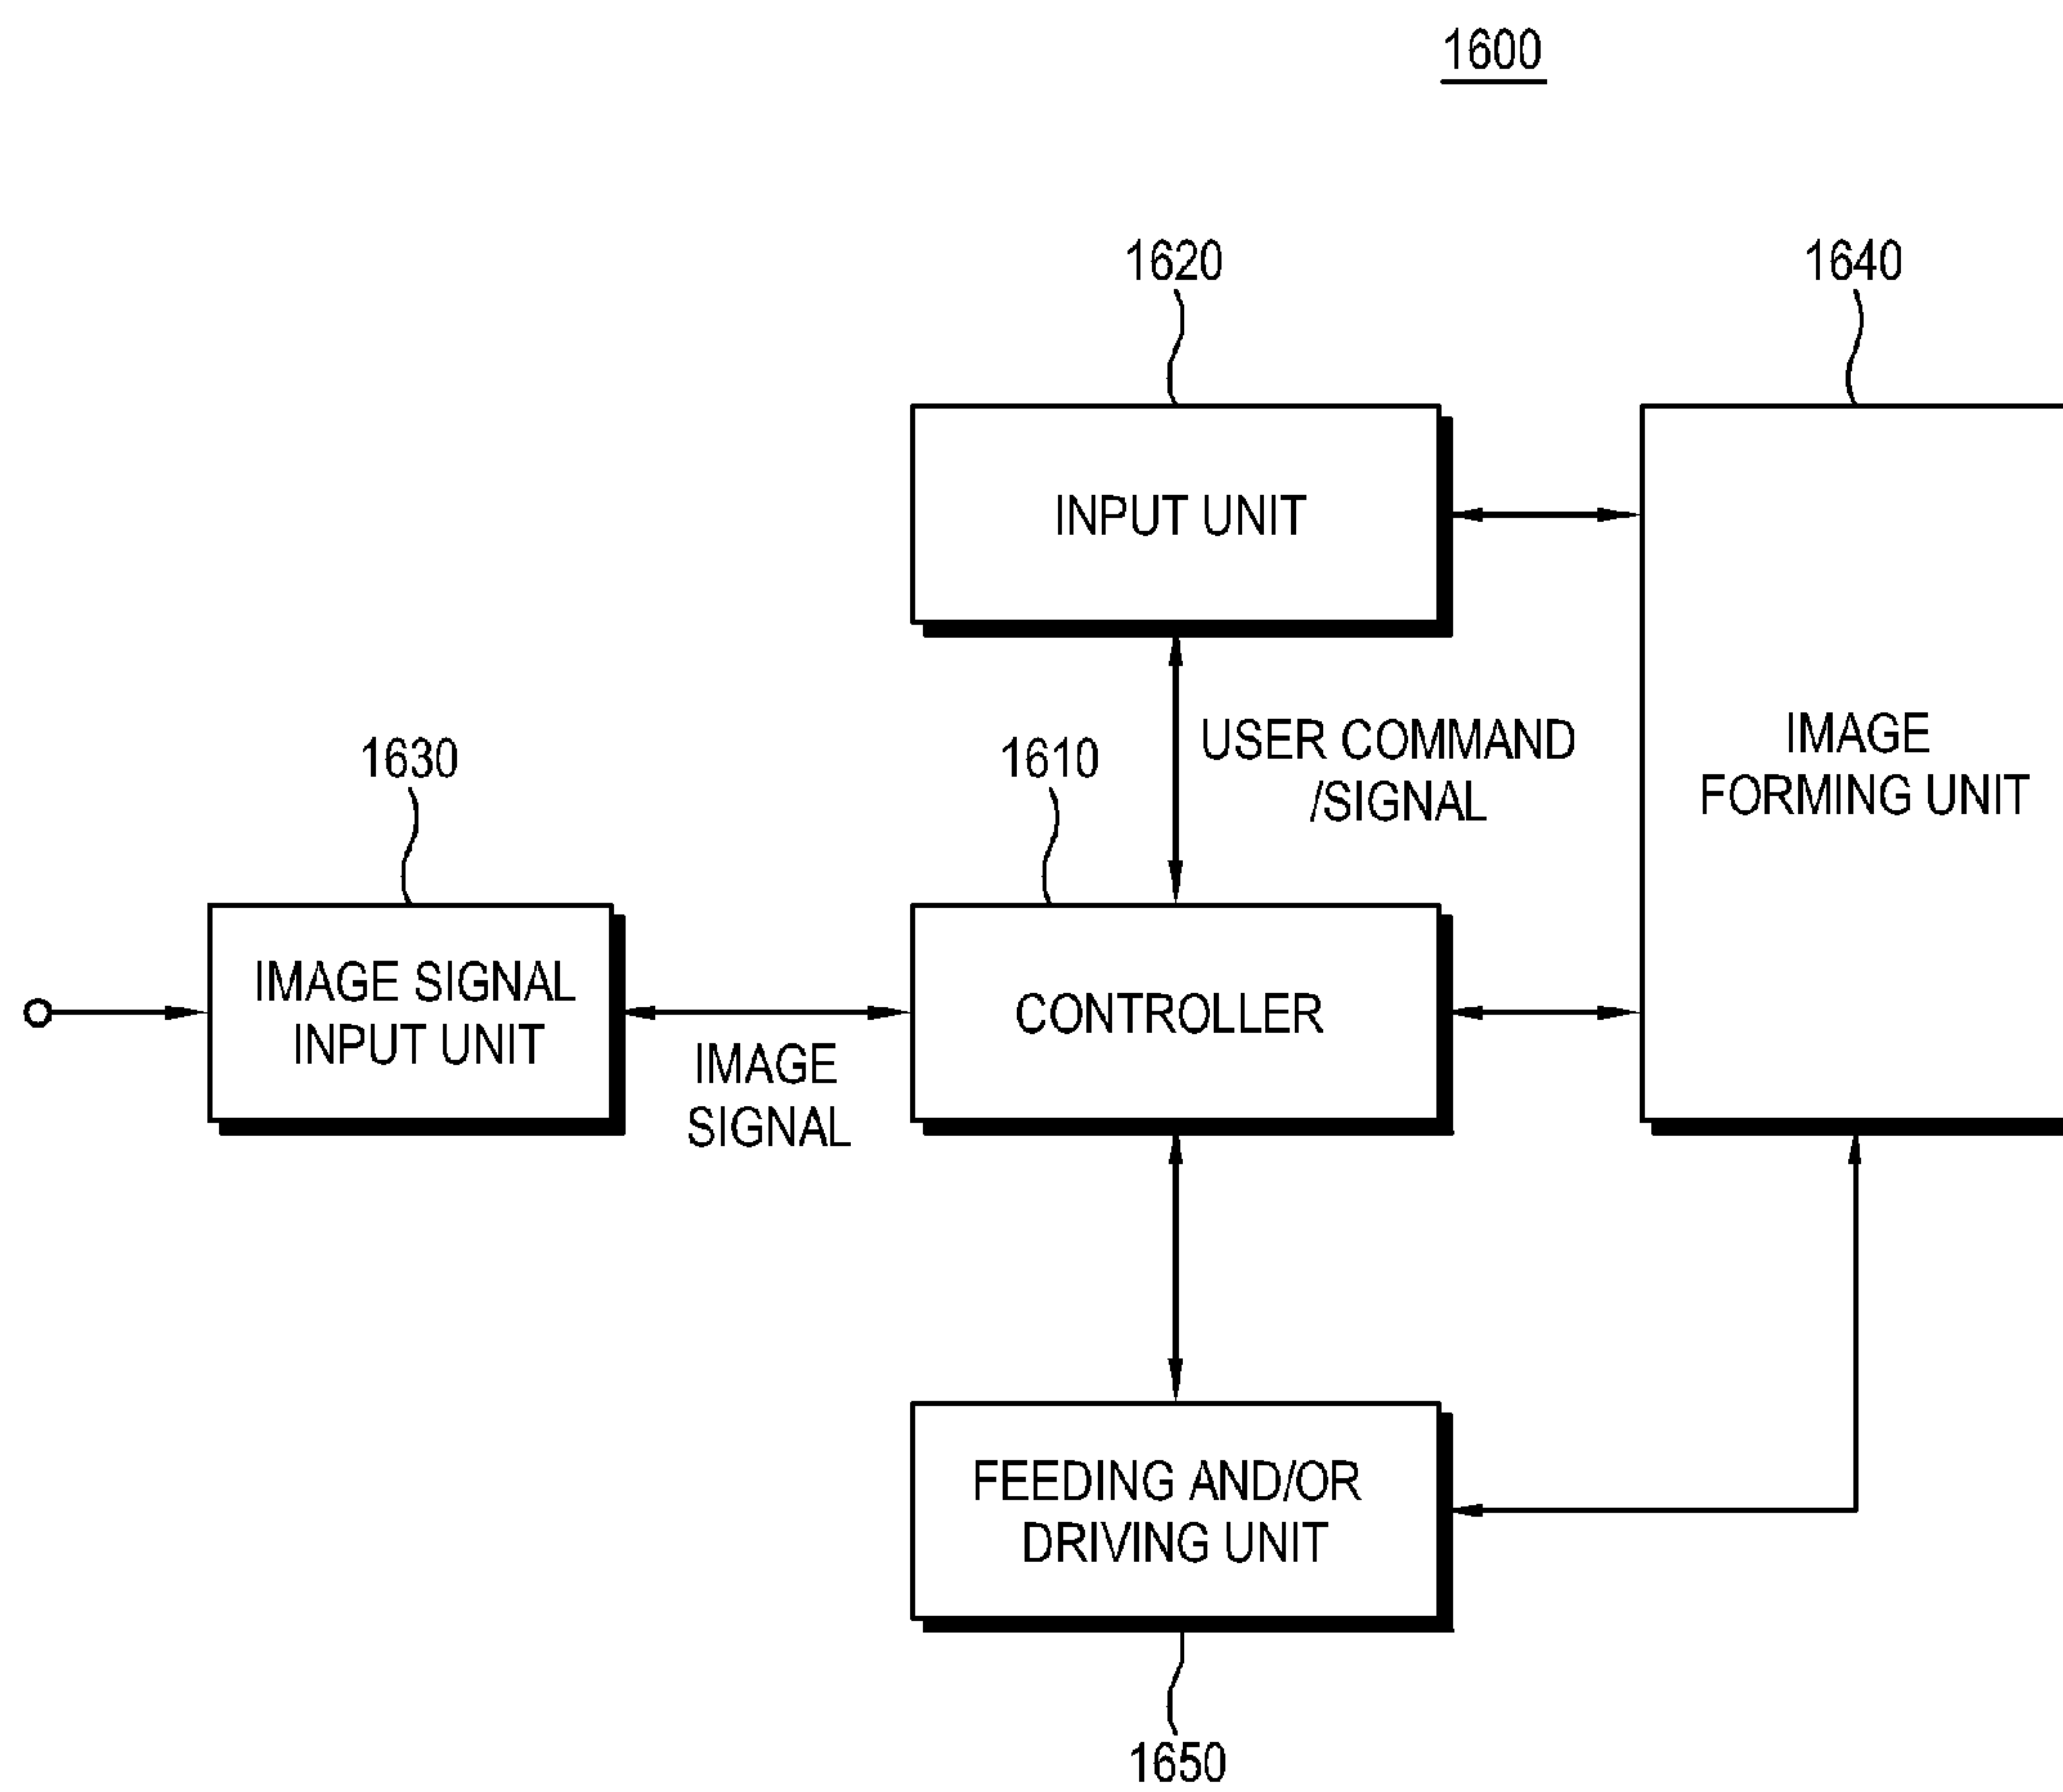 1600
1620
1640
INPUT UNIT
USER COMMAND
/SIGNAL
IMAGE
FORMING UNIT
1630
1610
IMAGE SIGNAL
INPUT UNIT
IMAGE
SIGNAL
CONTROLLER
FEEDING AND/OR
DRIVING UNIT
1650